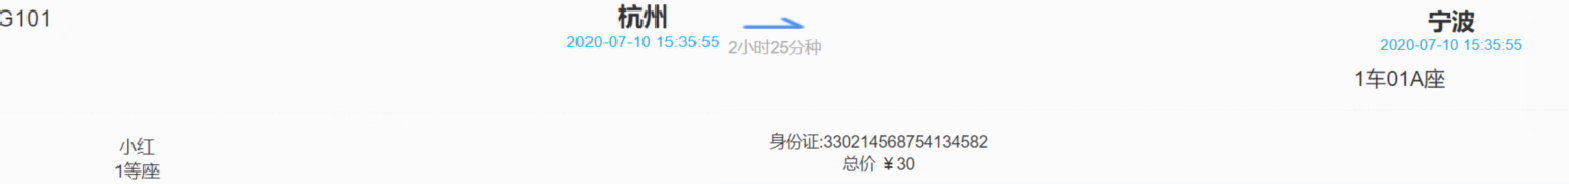 G101
杭州
2020-07-10 15:35:55
2小时25分种
宁波
2020-07-10 15:35:55
1车01A座
小红
1等座
身份证:330214568754134582
总价 ￥30